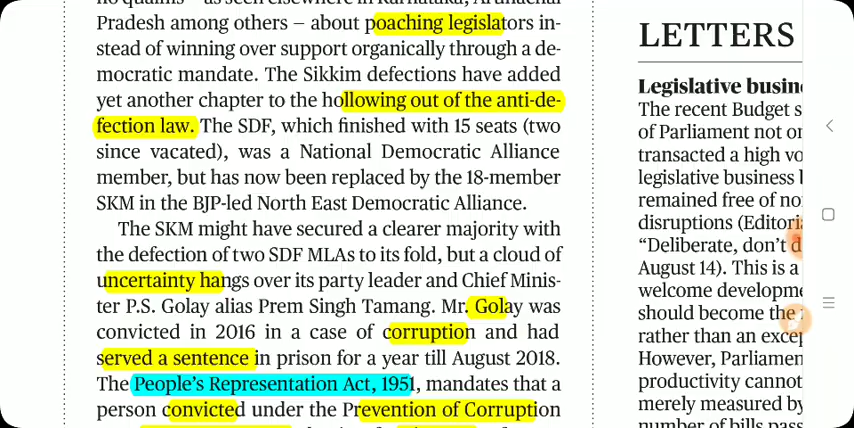 Pradesh among others – about poaching legislators in-
stead of winning over support organically through a de-
mocratic mandate. The Sikkim defections have added
yet another chapter to the hollowing out of the anti-de-
fection law. The SDF, which finished with 15 seats (two
since vacated), was a National Democratic Alliance
member, but has now been replaced by the 18-member
SKM in the BJP-led North East Democratic Alliance.
The SKM might have secured a clearer majority with
the defection of two SDF MLAs to its fold, but a cloud of
uncertainty hangs over its party leader and Chief Minis-
ter P.S. Golay alias Prem Singh Tamang. Mr. Golay was
convicted in 2016 in a case of corruption and had
served a sentence in prison for a year till August 2018.
The People's Representation Act, 1951, mandates that a
person convicted under the Prevention of Corruption
LETTERS
Legislative
The recent Budget
of Parliament not
transacted a high
legislative business
remained free of
disruptions
"Deliberate, don't
August 14). This is a
welcome
should become the
rather than an
However,
productivity cannot
merely measured by
number of bills